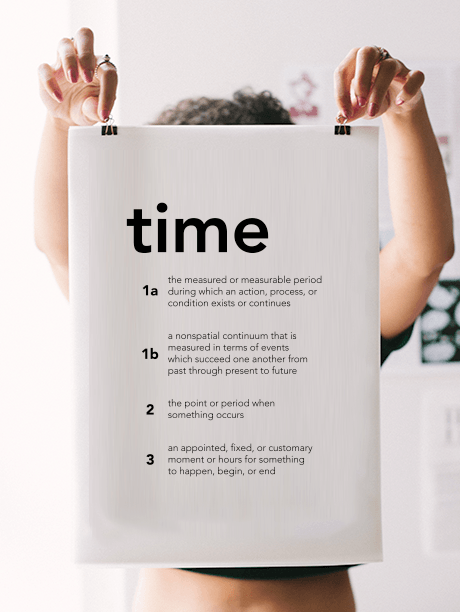 time
1a the measured or measurable period
during which an action, process, or
condition exists or continues
1b a nonspatial continuum that is
measured in terms of events
which succeed one another from
past through present to future
2 the point or period when
something occurs
3 an appointed, fixed, or customary
moment or hours for something
to happen, begin, or end